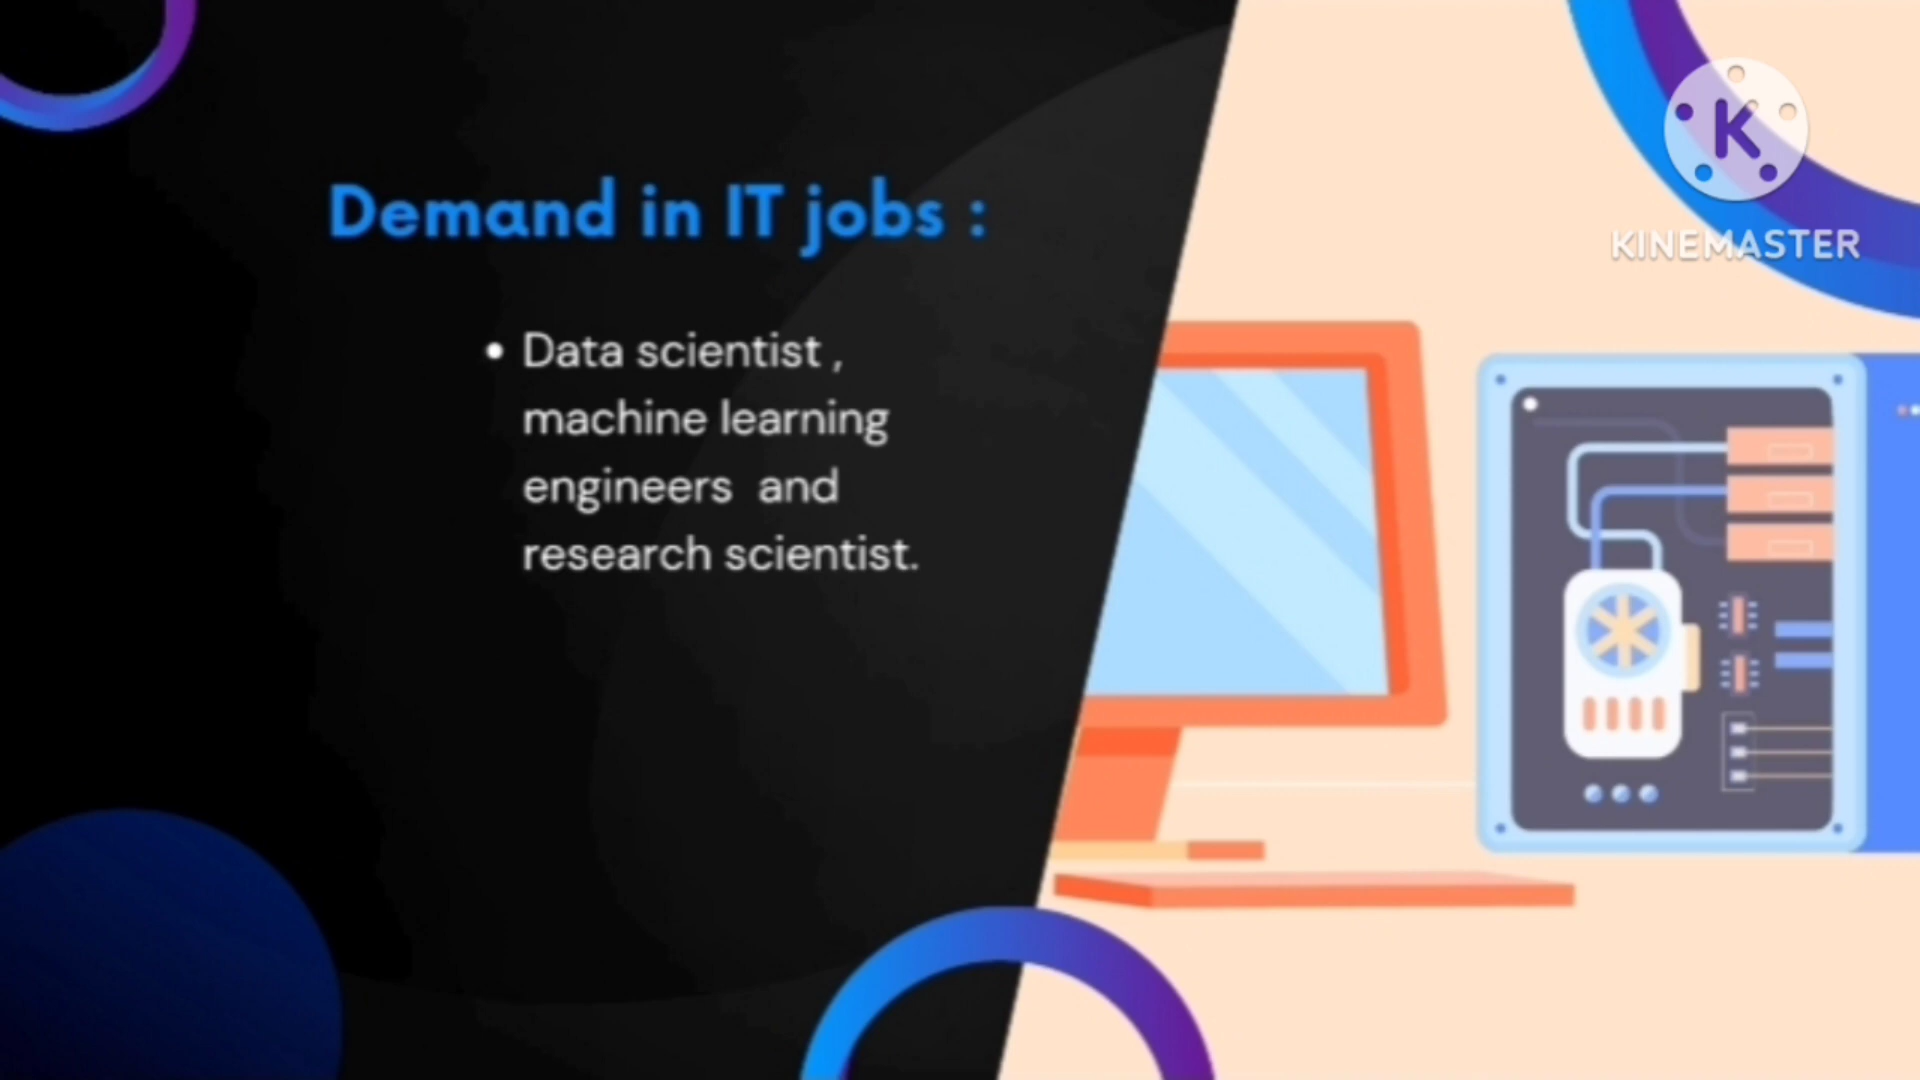 Demand in IT jobs :
• Data scientist ,
machine learning
engineers and
research scientist.
K
KINEMASTER